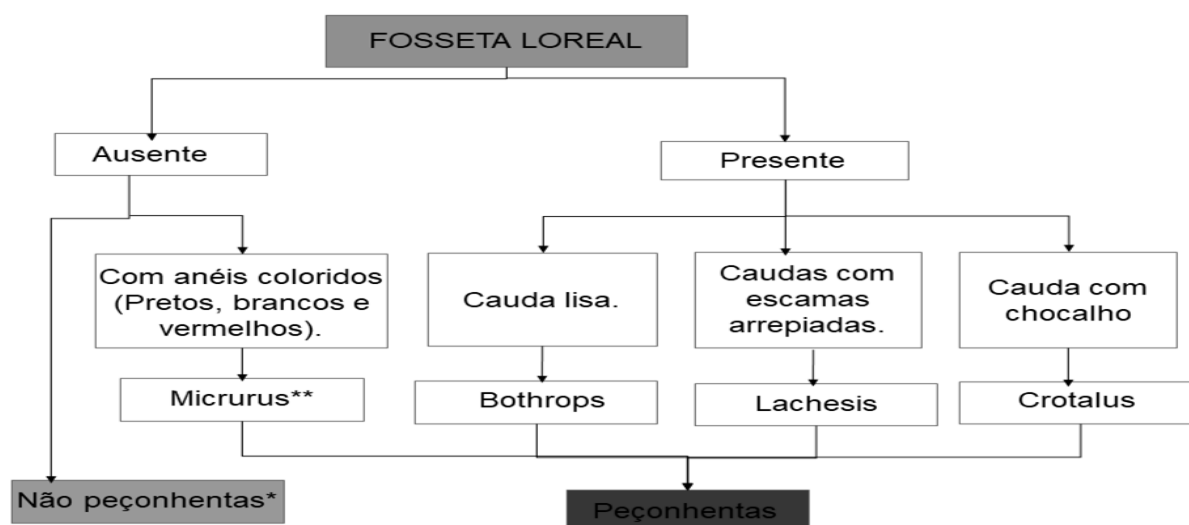 FOSSETA LOREAL
Ausente
Presente
Com anéis coloridos
(Pretos, brancos e
vermelhos).
Cauda lisa.
Caudas com
escamas
arrepiadas.
Cauda com
chocalho
Micrurus**
Bothrops
Lachesis
Crotalus
Não peçonhentas*
Peçonhentas